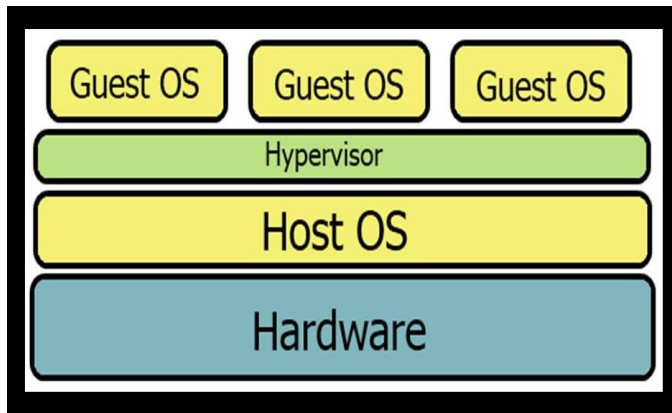 Guest OS Guest OS Guest OS
Hypervisor
Host OS
Hardware